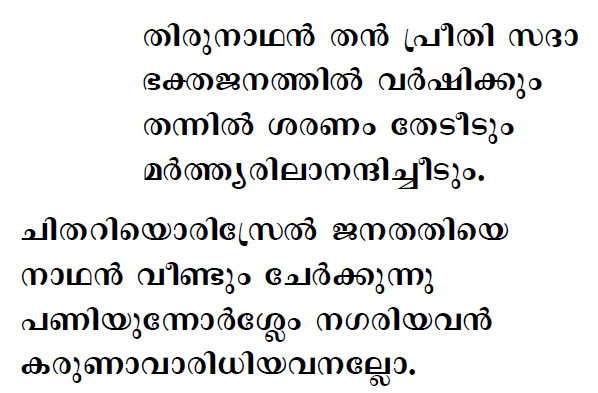 തിരുനാഥൻ തൻ പ്രീതി സദാ
ഭക്തജനത്തിൽ വർഷിക്കും
തന്നിൽ ശരണം തേടീടും
മർത്ത്യരിലാനന്ദിച്ചീടും.
ചിതറിയൊരിസ്രേൽ ജനതതിയെ
നാഥൻ വീണ്ടും ചേർക്കുന്നു
പണിയുന്നോർശ്ലേം നഗരിയവൻ
കരുണാവാരിധിയവനല്ലോ.